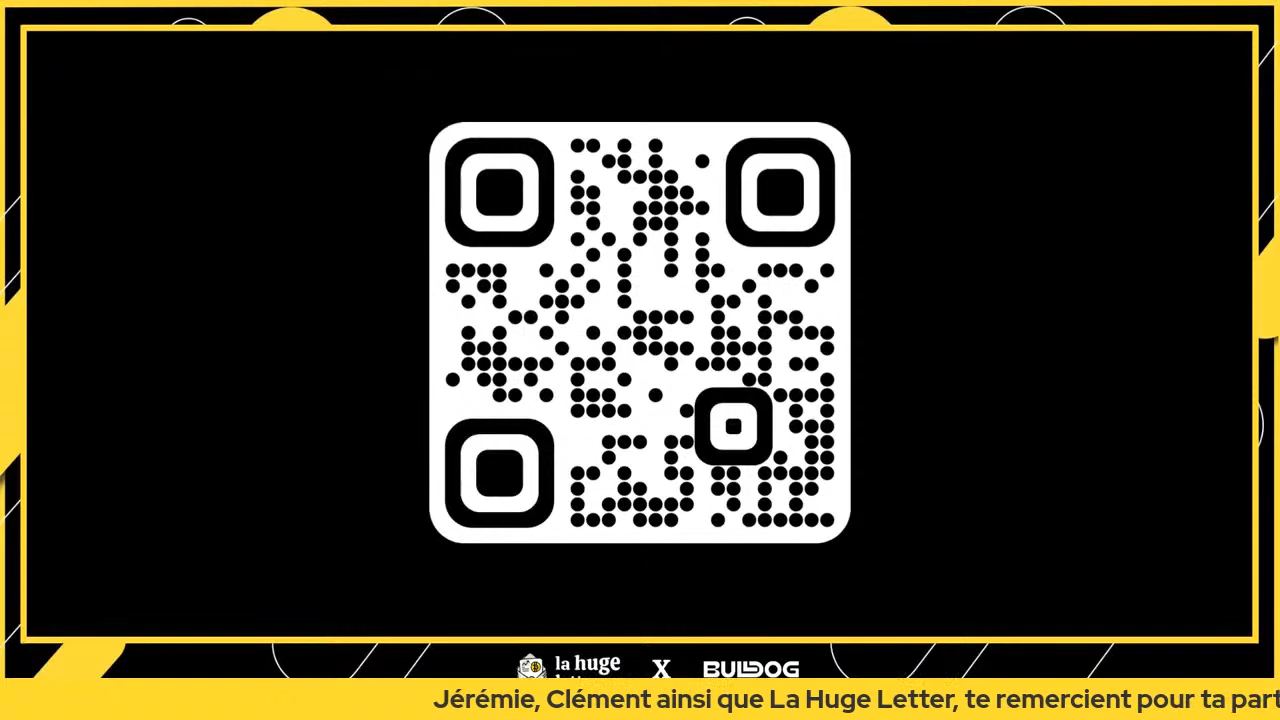 la huge
X
BULLDOG
Jérémie, Clément ainsi que La Huge Letter, te remercient pour ta part